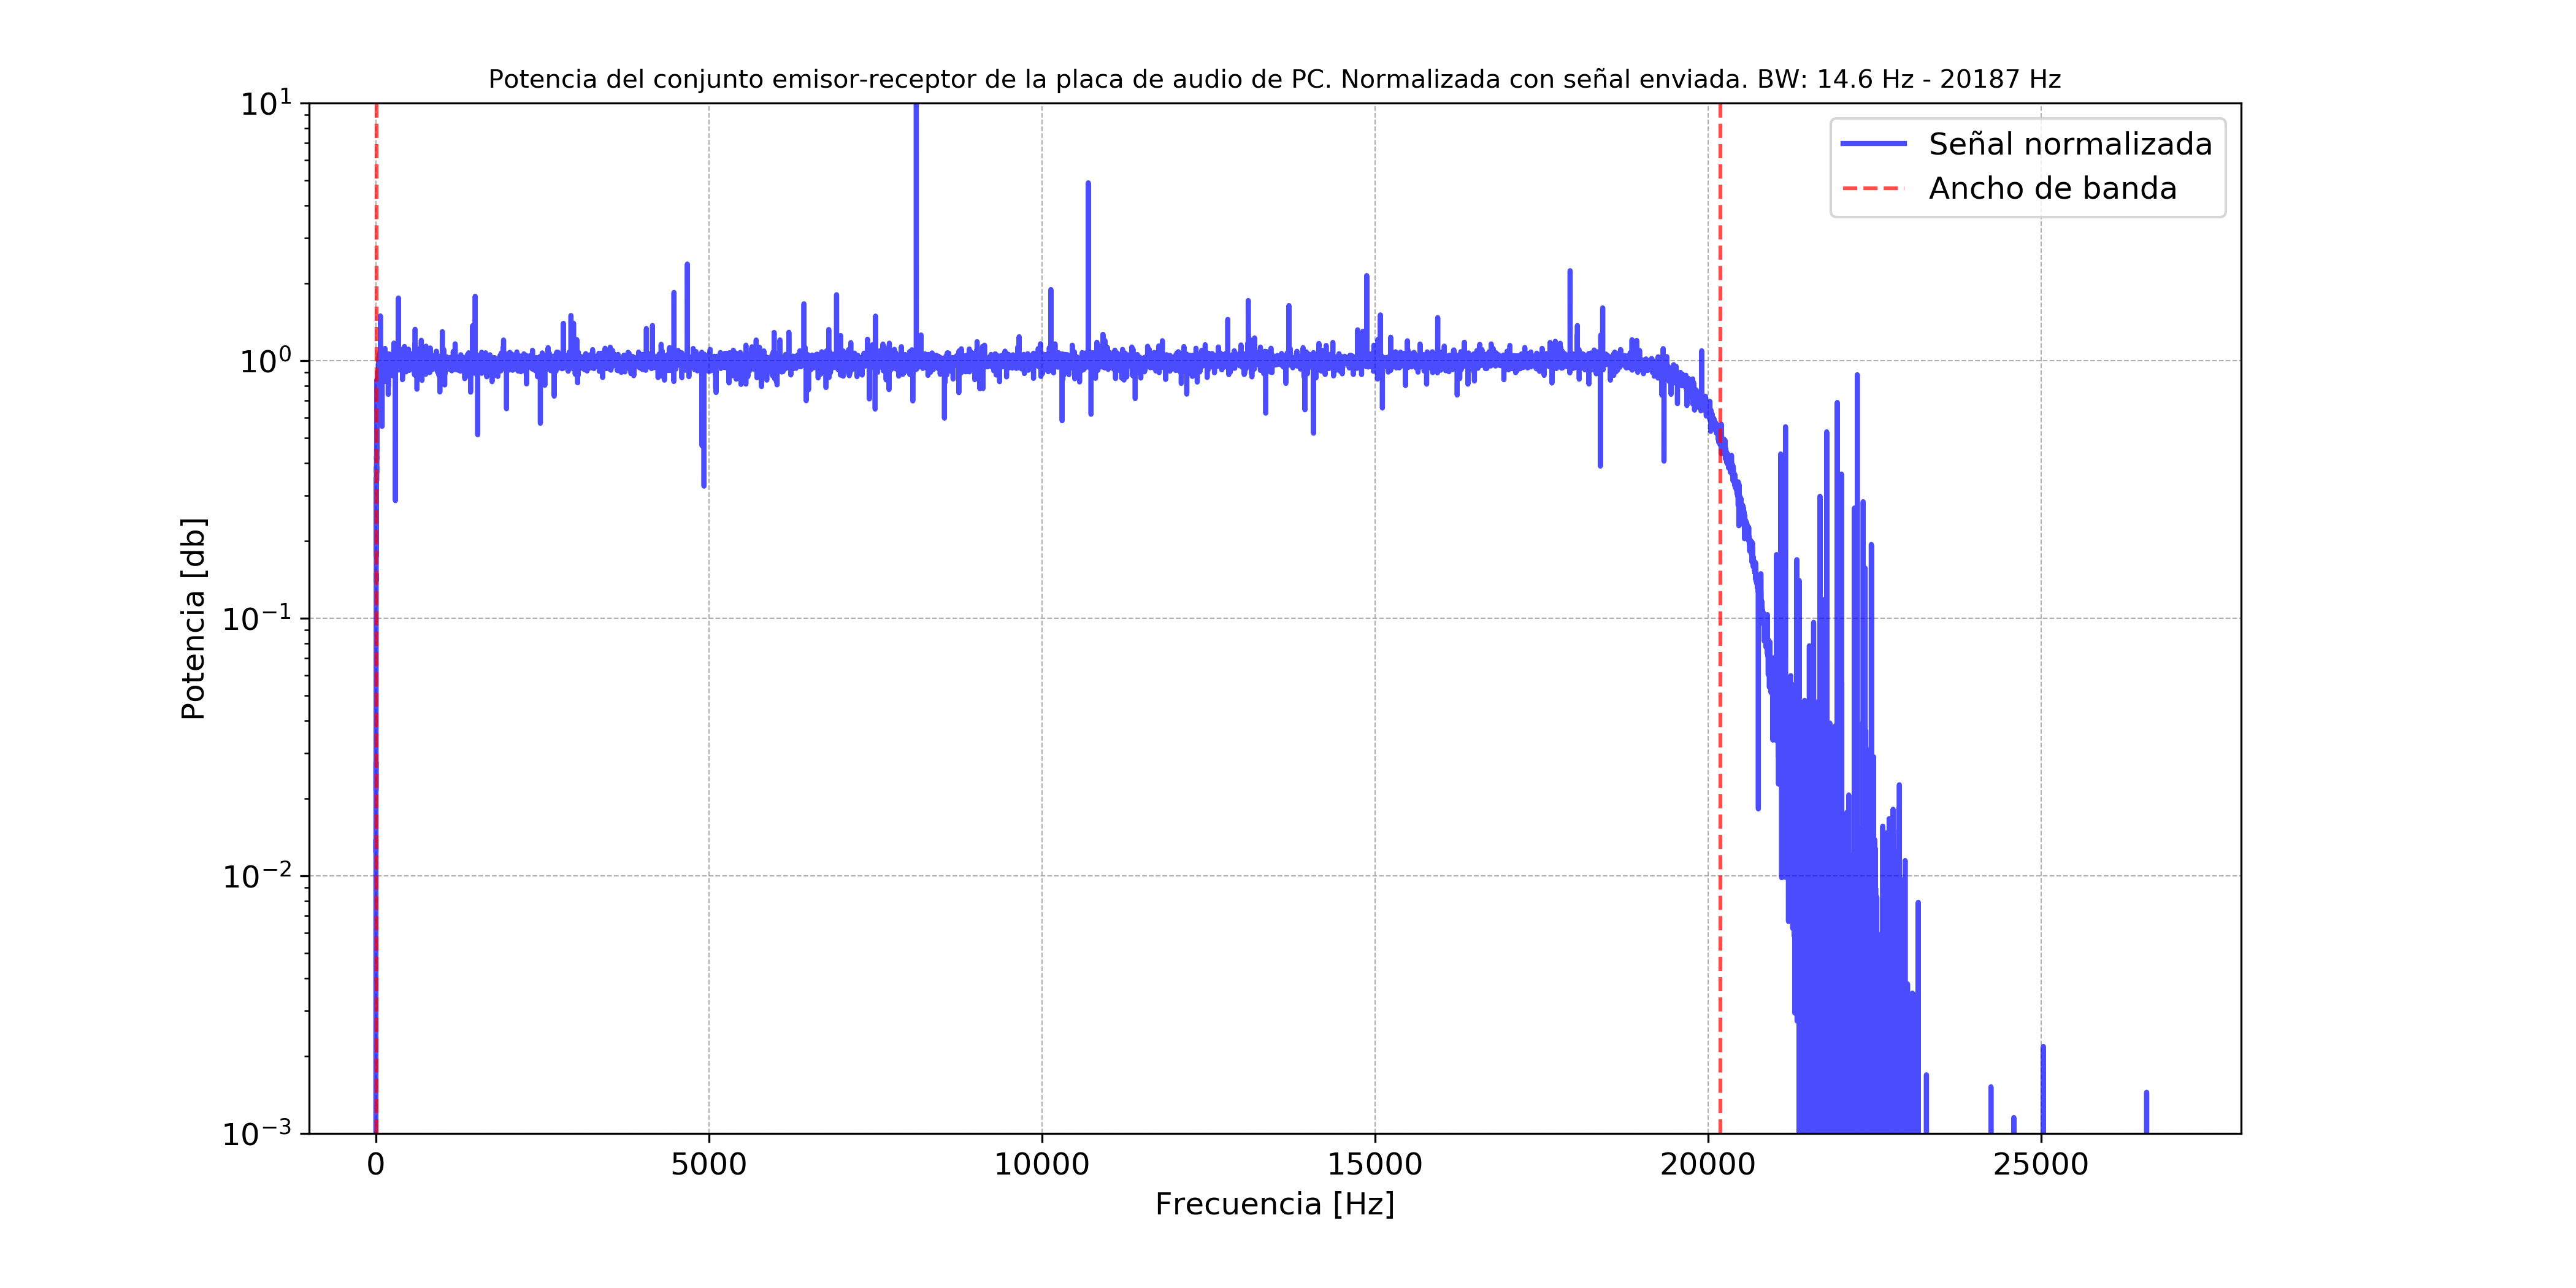 Potencia del conjunto emisor-receptor de la placa de audio de PC. Normalizada con señal enviada. BW: 14.6 Hz - 20187 Hz
10¹
Señal normalizada
Ancho de banda
10⁰
Potencia [db]
10⁻¹
10⁻²
10⁻³
0 5000 10000 15000 20000 25000
Frecuencia [Hz]